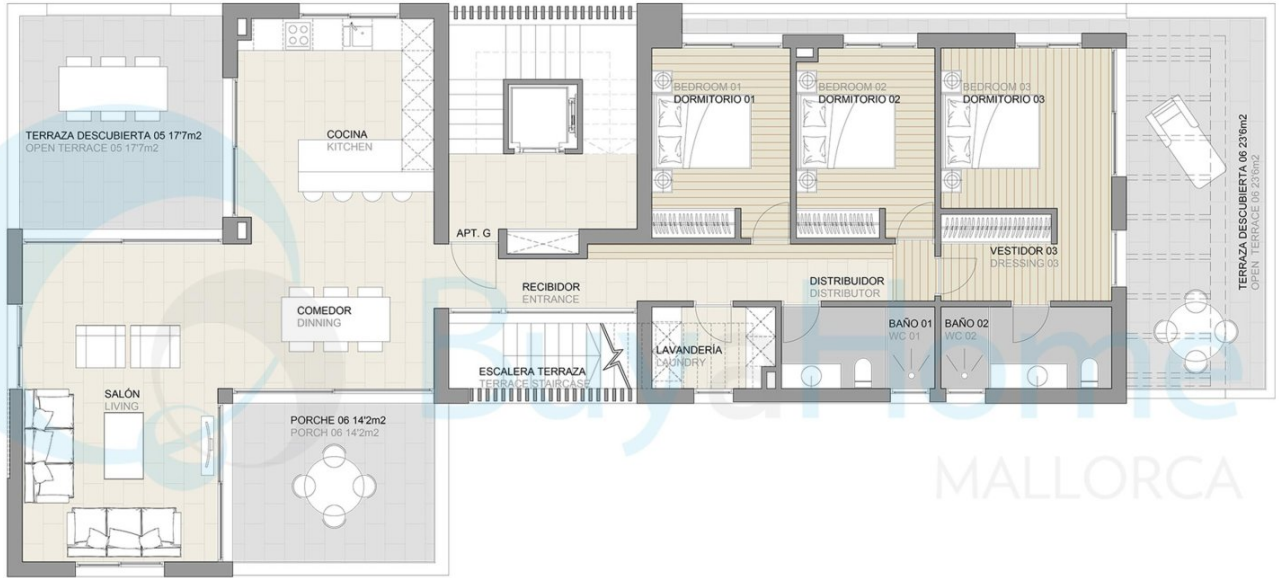 TERRAZA DESCUBIERTA 05 17'7m2
OPEN TERRACE 05 17'7m2
COCINA
KITCHEN
APT. G
BEDROOM 01
DORMITORIO 01
BEDROOM 02
DORMITORIO 02
BEDROOM 03
DORMITORIO 03
TERRAZA DESCUBIERTA 06 23'6m2
OPEN TERRACE 06 23'6m2
VESTIDOR 03
DRESSING 03
RECIBIDOR
ENTRANCE
DISTRIBUIDOR
DISTRIBUTOR
COMEDOR
DINNING
SALÓN
LIVING
ESCALERA TERRAZA
TERRACE STAIRCASE
LAVANDERÍA
LAUNDRY
BAÑO 01
WC 01
BAÑO 02
WC 02
PORCHE 06 14'2m2
PORCH 06 14'2m2
BuyaHome
MALLORCA